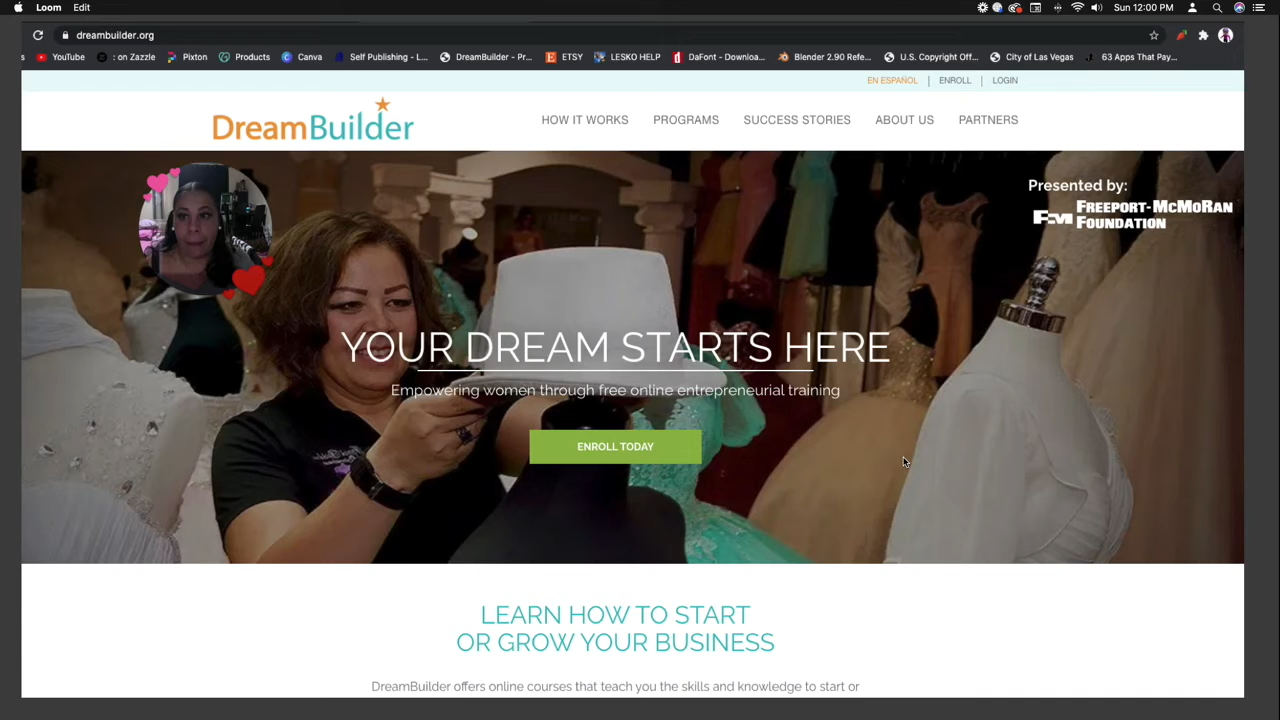 Loom Edit Sun 12:00 PM
dreambuilder.org
s YouTube : on Zazzle Pixton Products Canva Self Publishing - L... DreamBuilder - Pr... ETSY LESKO HELP DaFont - Downloa... Blender 2.90 Refe... U.S. Copyright Off... City of Las Vegas 63 Apps That Pay...
EN ESPAÑOL | ENROLL | LOGIN
DreamBuilder
HOW IT WORKS PROGRAMS SUCCESS STORIES ABOUT US PARTNERS
Presented by:
FREEPORT-MCMORAN
FOUNDATION
YOUR DREAM STARTS HERE
Empowering women through free online entrepreneurial training
ENROLL TODAY
LEARN HOW TO START
OR GROW YOUR BUSINESS
DreamBuilder offers online courses that teach you the skills and knowledge to start or